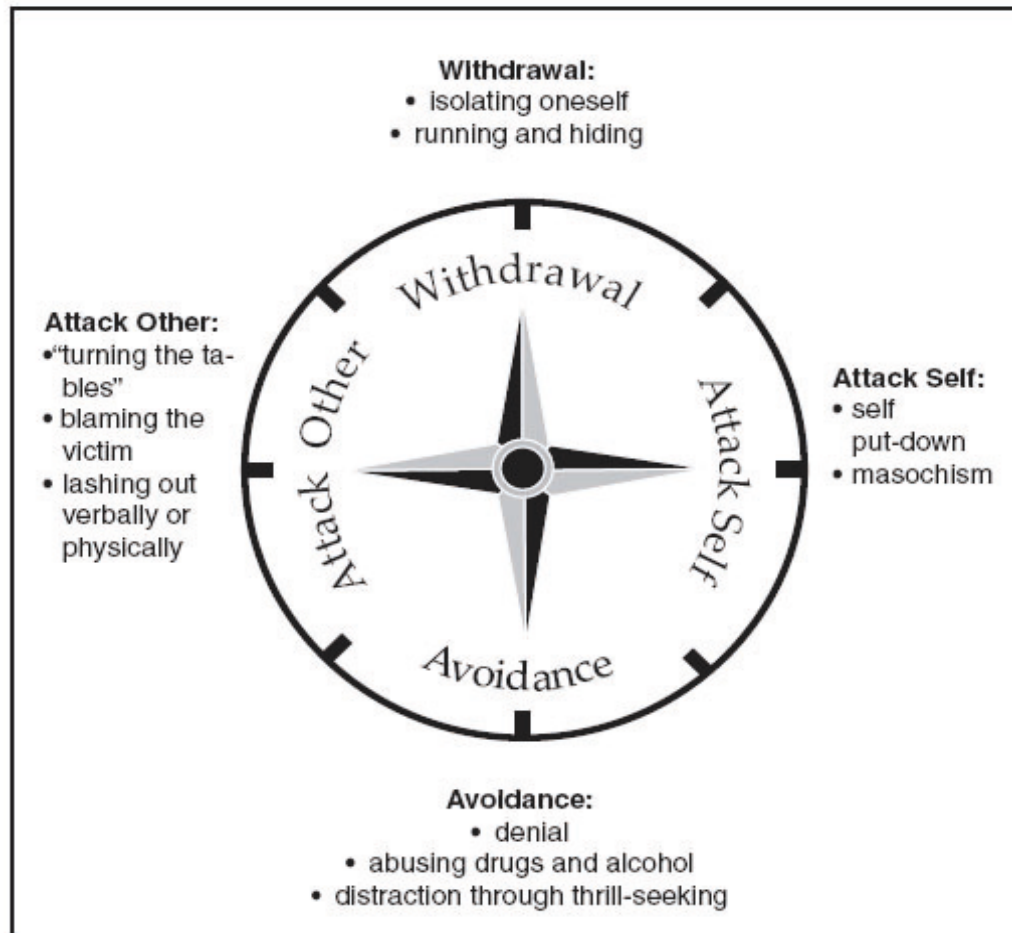 Withdrawal:
• isolating oneself
• running and hiding
Withdrawal
Attack Other:
•“turning the ta-
bles”
• blaming the
victim
• lashing out
verbally or
physically
Attack Other
Attack Self
Attack Self:
• self
put-down
• masochism
Avoidance
Avoidance:
• denial
• abusing drugs and alcohol
• distraction through thrill-seeking